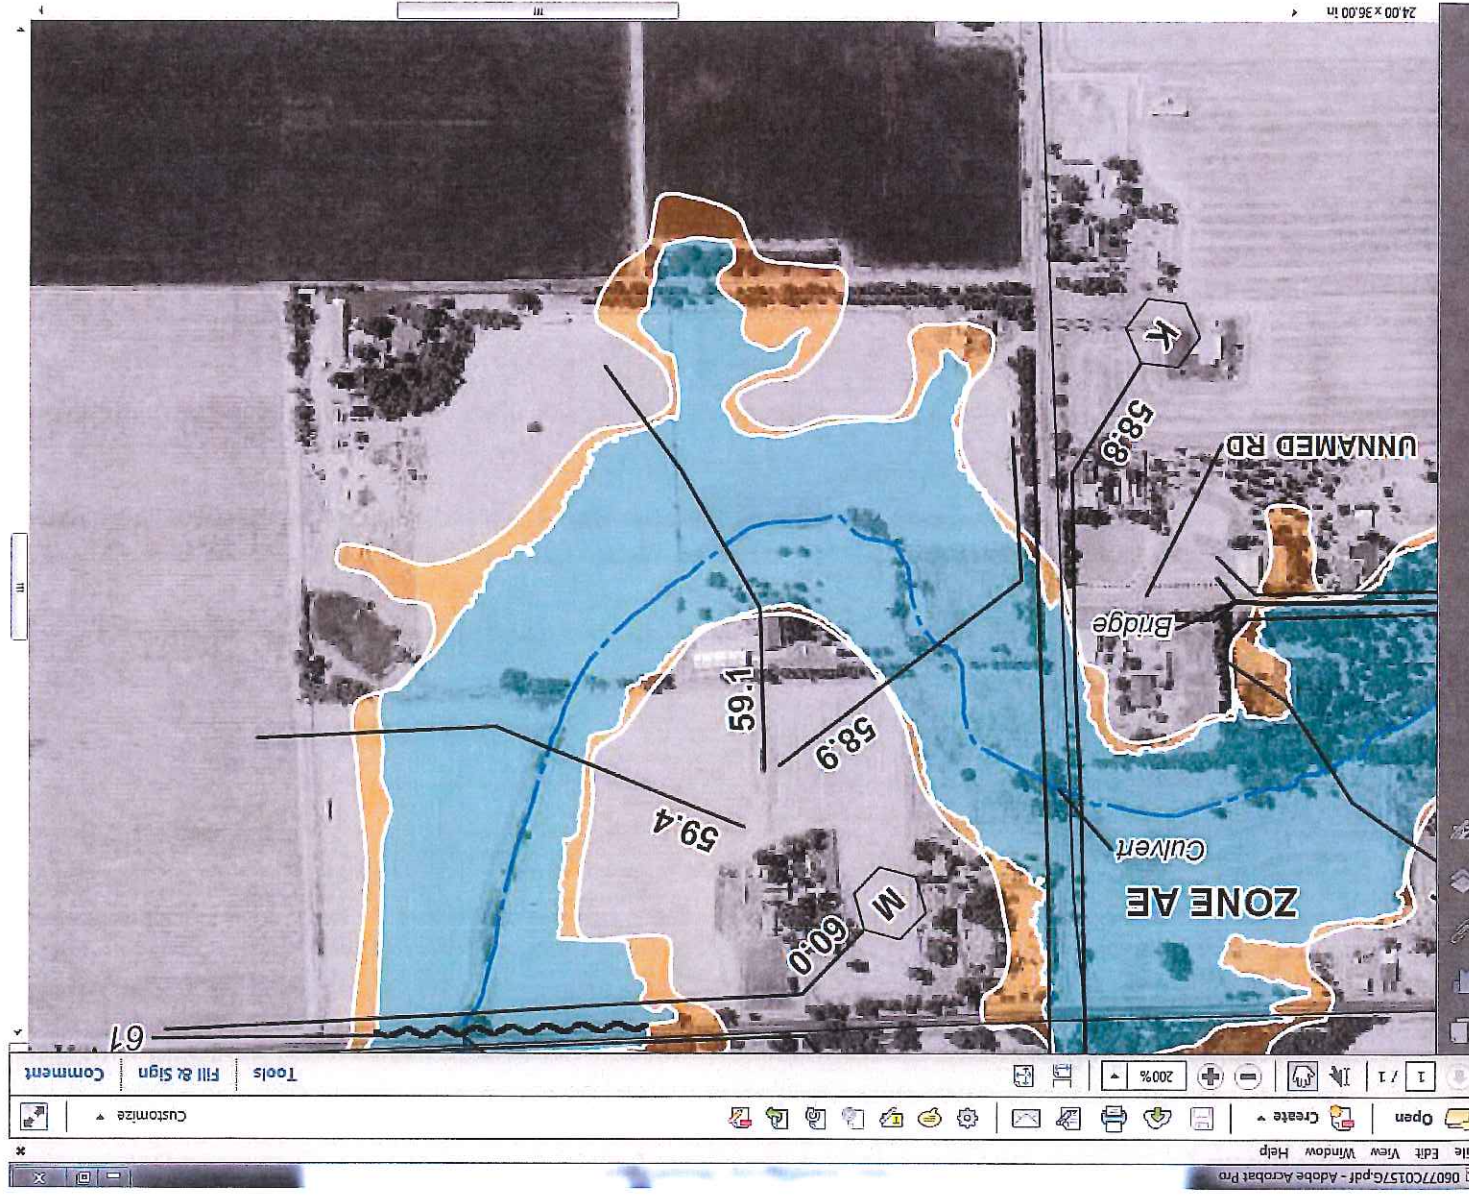 06077C0157G.pdf - Adobe Acrobat Pro
File Edit View Window Help
Open
Create
Customize
1 / 1
200%
Tools
Fill & Sign
Comment
61
60.0
M
ZONE AE
Culvert
59.4
58.9
59.1
Bridge
UNNAMED RD
58.8
K
24.00 x 36.00 in